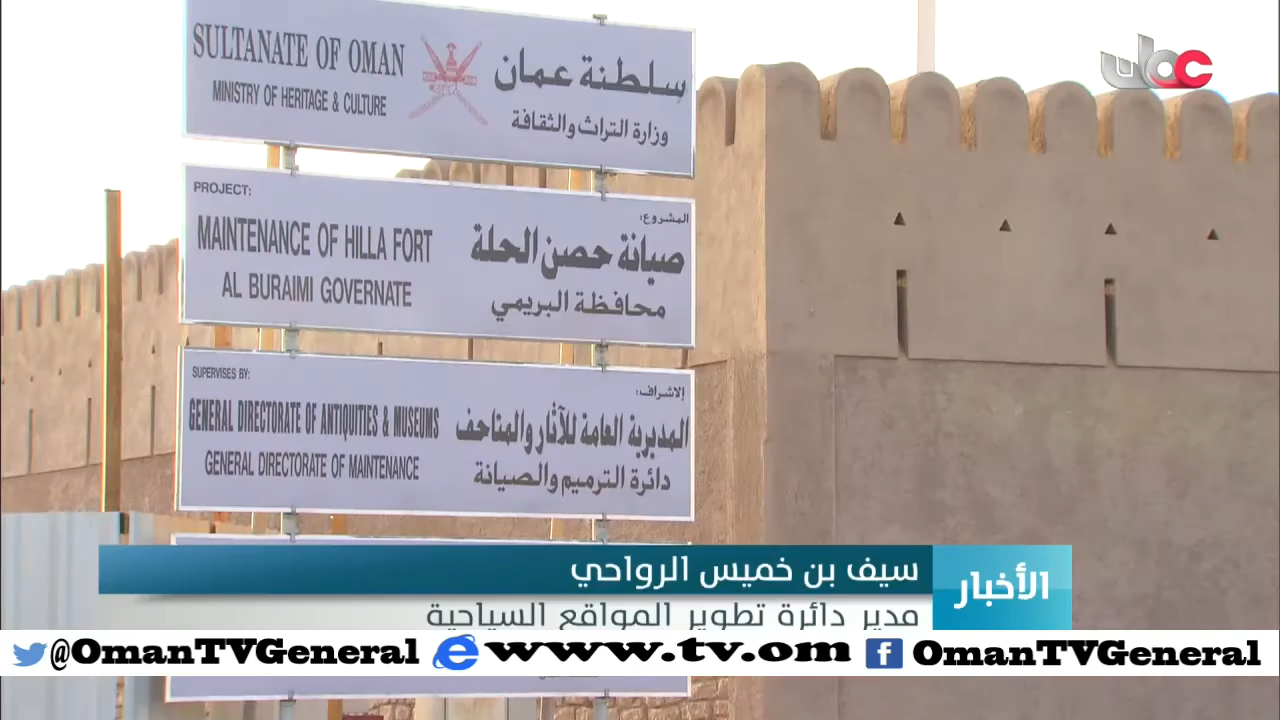 SULTANATE OF OMAN
MINISTRY OF HERITAGE & CULTURE
سلطنة عمان
وزارة التراث والثقافة
عمان
PROJECT:
MAINTENANCE OF HILLA FORT
AL BURAIMI GOVERNATE
المشروع:
صيانة حصن الحلة
محافظة البريمي
SUPERVISES BY:
GENERAL DIRECTORATE OF ANTIQUITIES & MUSEUMS
GENERAL DIRECTORATE OF MAINTENANCE
الاشراف:
المديرية العامة للآثار والمتاحف
دائرة الترميم والصيانة
الأخبار
سيف بن خميس الرواحي
مدير دائرة تطوير المواقع السياحية
@OmanTVGeneral www.tv.om OmanTVGeneral